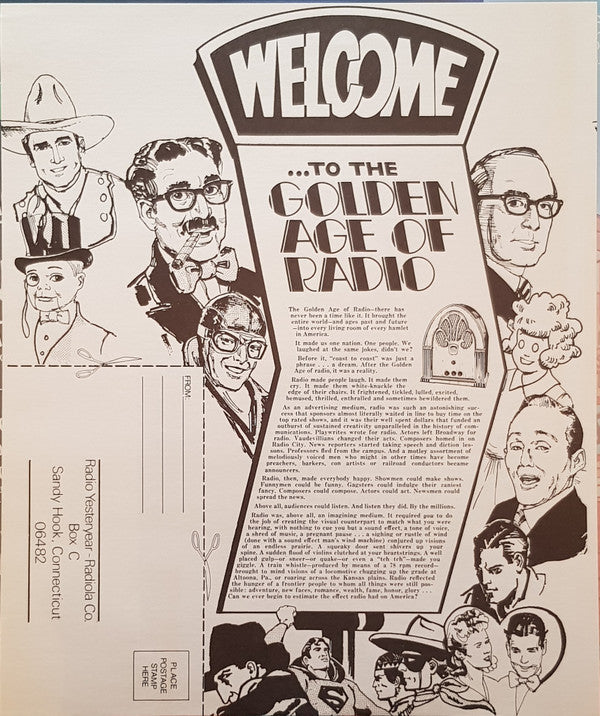 WELCOME
...TO THE
GOLDEN
AGE OF
RADIO
The Golden Age of Radio—there has
never been a time like it. It brought the
entire world—and ages past and future
—into every living room of every hamlet
in America.
It made us one nation. One people. We
laughed at the same jokes, didn't we?
Before it, "coast to coast" was just a
phrase . . . a dream. After the Golden
Age of radio, it was a reality.
Radio made people laugh. It made them
cry. It made them white-knuckle the
edge of their chairs. It frightened, tickled, lulled, excited,
bemused, thrilled, enthralled and sometimes bewildered them.
As an advertising medium, radio was such an astonishing suc-
cess that sponsors almost literally waited in line to buy time on the
top rated shows, and it was their well spent dollars that funded an
outburst of sustained creativity unparalleled in the history of com-
munications. Playwrites wrote for radio. Actors left Broadway for
radio. Vaudevillians changed their acts. Composers homed in on
Radio City. News reporters started taking speech and diction les-
sons. Professors fled from the campus. And a motley assortment of
melodiously voiced men who might in other times have become
preachers, barkers, con artists or railroad conductors became
announcers.
Radio, then, made everybody happy. Showmen could make shows.
Funnymen could be funny. Gagsters could indulge their zaniest
fancy. Composers could compose. Actors could act. Newsmen could
spread the news.
Above all, audiences could listen. And listen they did. By the millions.
Radio was, above all, an imagining medium. It required you to do
the job of creating the visual counterpart to match what you were
hearing, with nothing to cue you but a sound effect, a tone of voice,
a shred of music, a pregnant pause . . . a sighing or rustle of wind
(done with a sound effect man's wind machine) conjured up visions
of an endless prairie. A squeaky door sent shivers up your
spine. A sudden flood of violins clutched at your heartstrings. A well
placed gulp—or sneer—or quake—or even a "teh teh"—made you
giggle. A train whistle—produced by means of a 78 rpm record—
brought to mind visions of a locomotive chugging up the grade at
Altoona, Pa., or roaring across the Kansas plains. Radio reflected
the hunger of a frontier people to whom all things were still pos-
sible: adventure, new faces, romance, wealth, fame, honor, glory . . .
Can we ever begin to estimate the effect radio had on America?
FROM:
Radio Yesteryear-Radiola Co.
Box C
Sandy Hook, Connecticut
06482
PLACE
POSTAGE
STAMP
HERE
S